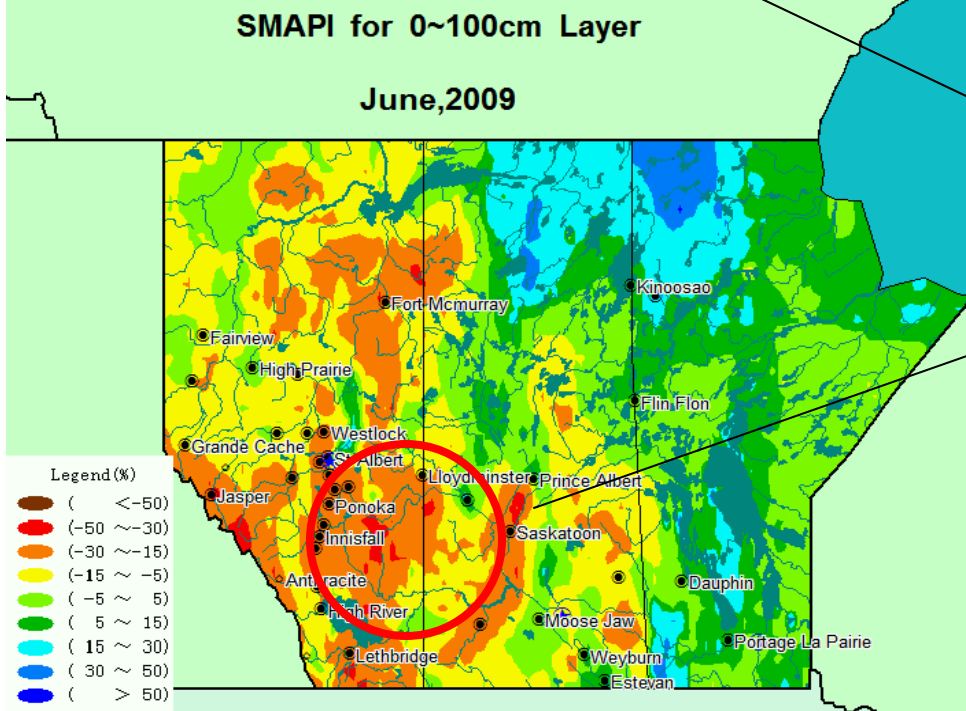 SMAPI for 0~100cm Layer
June,2009
Kinoosao
Fort Mcmurray
Fairview
High Prairie
Flin Flon
Westlock
Grande Cache
St Albert
Lloydminster
Prince Albert
Jasper
Ponoka
Saskatoon
Innisfall
Anthracite
Dauphin
High River
Moose Jaw
Portage La Pairie
Lethbridge
Weyburn
Estevan
Legend(%)
( <-50)
(-50 ~-30)
(-30 ~-15)
(-15 ~ -5)
( -5 ~ 5)
( 5 ~ 15)
( 15 ~ 30)
( 30 ~ 50)
( > 50)